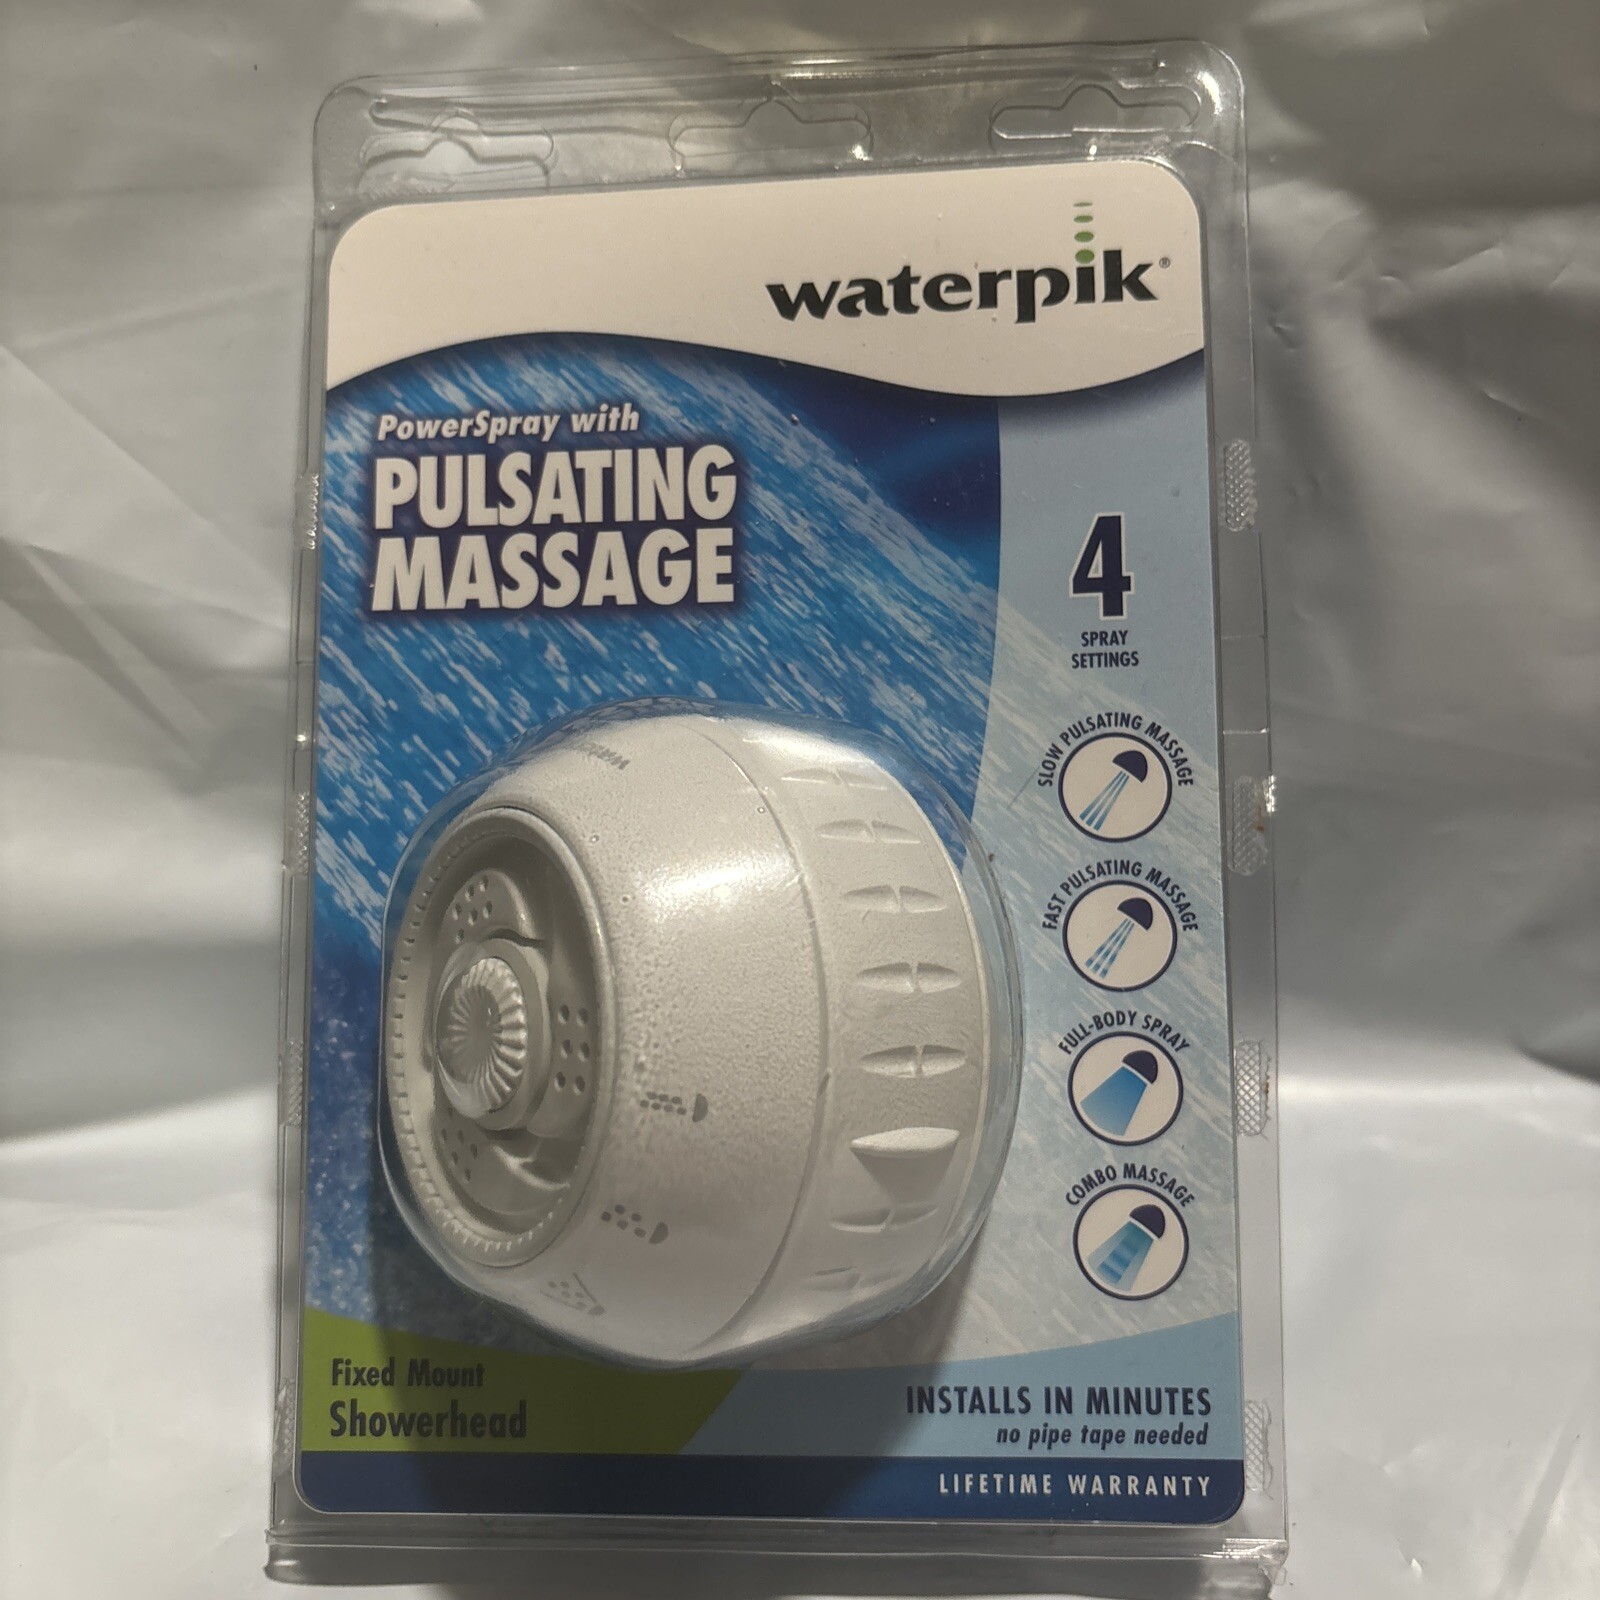 waterpik®
PowerSpray with
PULSATING
MASSAGE
4
SPRAY
SETTINGS
SLOW PULSATING MASSAGE
FAST PULSATING MASSAGE
FULL-BODY SPRAY
COMBO MASSAGE
Fixed Mount
Showerhead
INSTALLS IN MINUTES
no pipe tape needed
LIFETIME WARRANTY